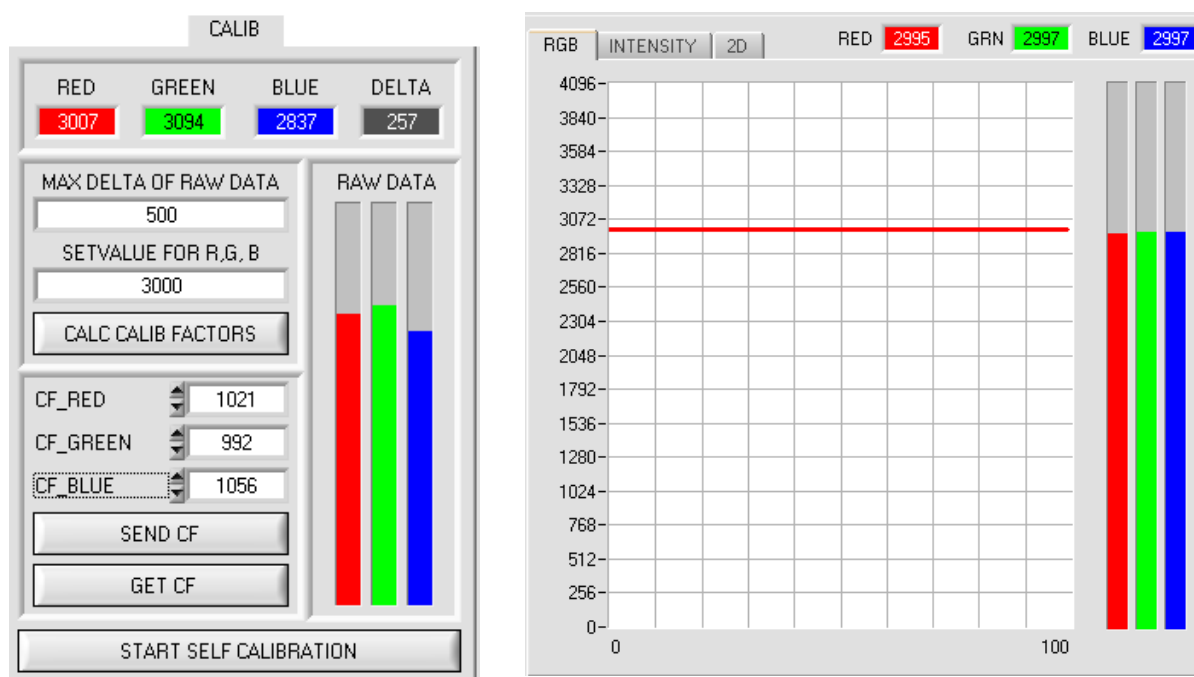 CALIB
RED GREEN BLUE DELTA
3007 3094 2837 257
MAX DELTA OF RAW DATA
500
SETVALUE FOR R,G, B
3000
CALC CALIB FACTORS
RAW DATA
CF_RED 1021
CF_GREEN 992
CF_BLUE 1056
SEND CF
GET CF
START SELF CALIBRATION
RGB INTENSITY 2D RED 2995 GRN 2997 BLUE 2997
4096
3840
3584
3328
3072
2816
2560
2304
2048
1792
1536
1280
1024
768
512
256
0
0 100